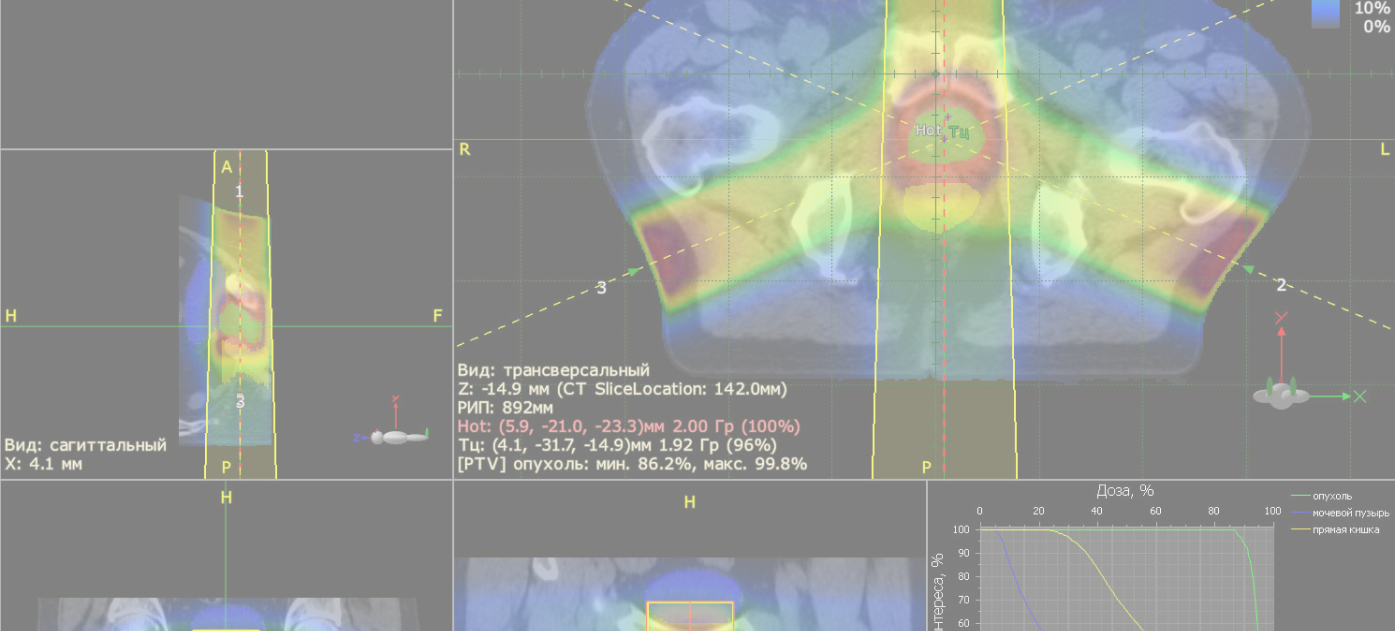 10%
0%
R
L
A
1
H
F
3
P
Вид: сагиттальный
X: 4.1 мм
Hot Тц
3
2
Y
X
Y
Z
Вид: трансверсальный
Z: -14.9 мм (CT SliceLocation: 142.0мм)
РИП: 892мм
Hot: (5.9, -21.0, -23.3)мм 2.00 Гр (100%)
Тц: (4.1, -31.7, -14.9)мм 1.92 Гр (96%)
[PTV] опухоль: мин. 86.2%, макс. 99.8%
P
H
H
Доза, %
0 20 40 60 80 100
100
90
80
70
60
нтереса, %
опухоль
мочевой пузырь
прямая кишка